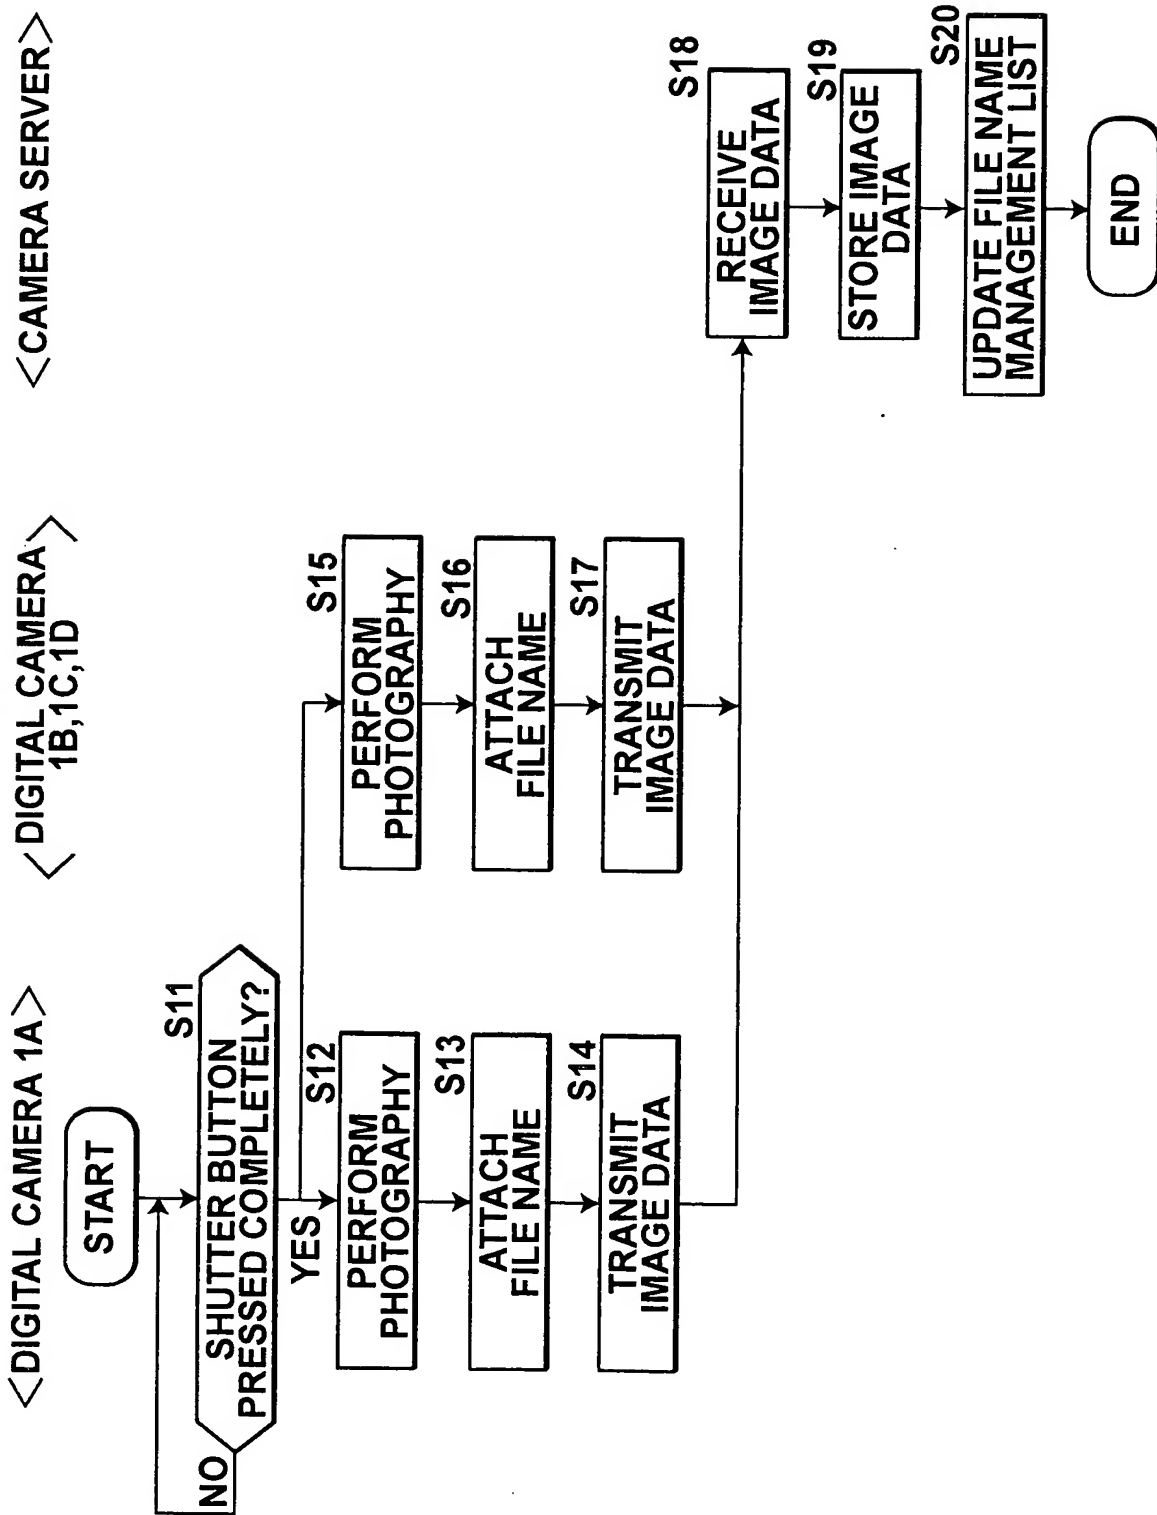 <DIGITAL CAMERA 1A>
START
S11
SHUTTER BUTTON
PRESSED COMPLETELY?
NO
YES
S12
PERFORM
PHOTOGRAPHY
S13
ATTACH
FILE NAME
S14
TRANSMIT
IMAGE DATA
<DIGITAL CAMERA
1B,1C,1D>
S15
PERFORM
PHOTOGRAPHY
S16
ATTACH
FILE NAME
S17
TRANSMIT
IMAGE DATA
<CAMERA SERVER>
S18
RECEIVE
IMAGE DATA
S19
STORE IMAGE
DATA
S20
UPDATE FILE NAME
MANAGEMENT LIST
END